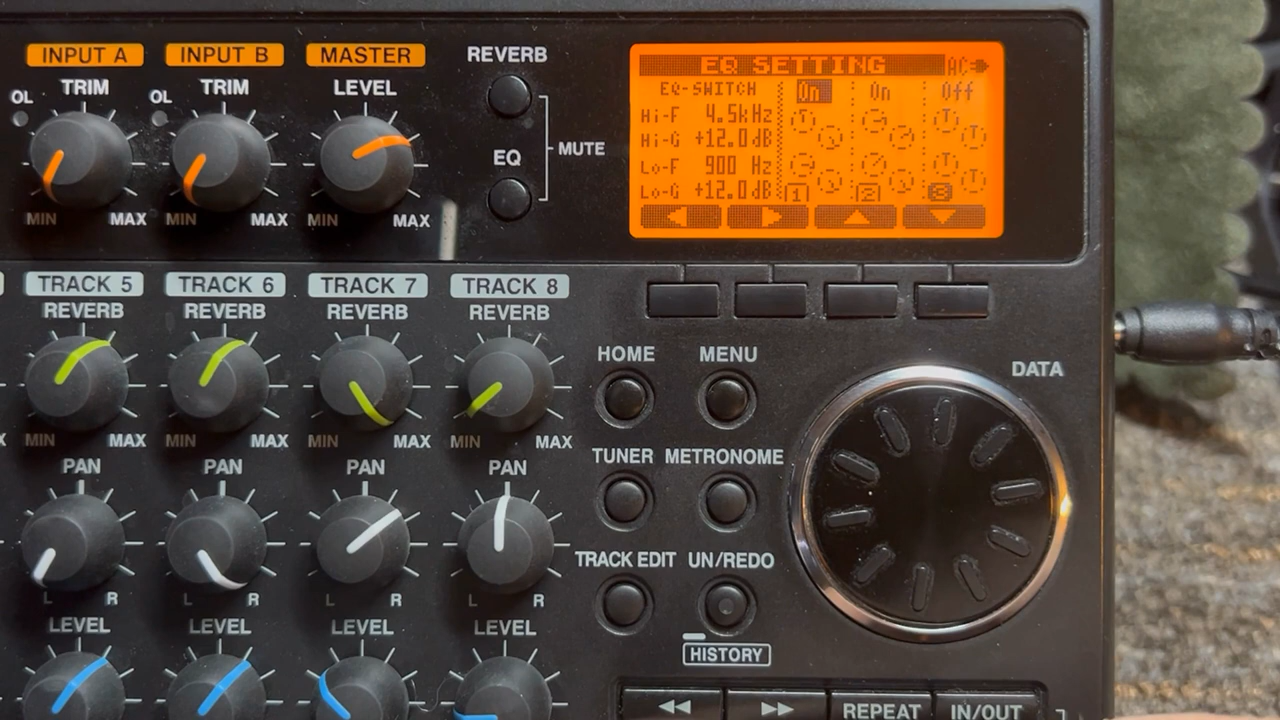 INPUT A INPUT B MASTER
TRIM TRIM LEVEL
OL OL
MIN MAX MIN MAX MIN MAX
REVERB
EQ
MUTE
EQ SETTING AC
EQ-SWITCH On On Off
Hi-F 4.5kHz
Hi-G +12.0dB
Lo-F 900 Hz
Lo-G +12.0dB 1 2 3
TRACK 5 TRACK 6 TRACK 7 TRACK 8
REVERB REVERB REVERB REVERB
MIN MAX MIN MAX MIN MAX MIN MAX
PAN PAN PAN PAN
L R L R L R L R
LEVEL LEVEL LEVEL LEVEL
HOME MENU
DATA
TUNER METRONOME
TRACK EDIT UN/REDO
HISTORY
REPEAT IN/OUT